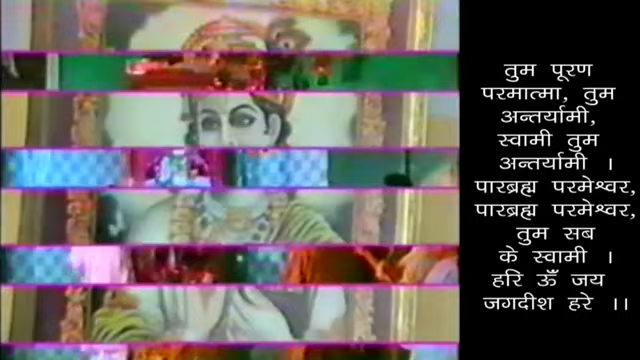 तुम पूरण
परमात्मा, तुम
अन्तर्यामी,
स्वामी तुम
अन्तर्यामी ।
पारब्रह्म परमेश्वर,
पारब्रह्म परमेश्वर,
तुम सब
के स्वामी ।
हरि ऊँ जय
जगदीश हरे ।।